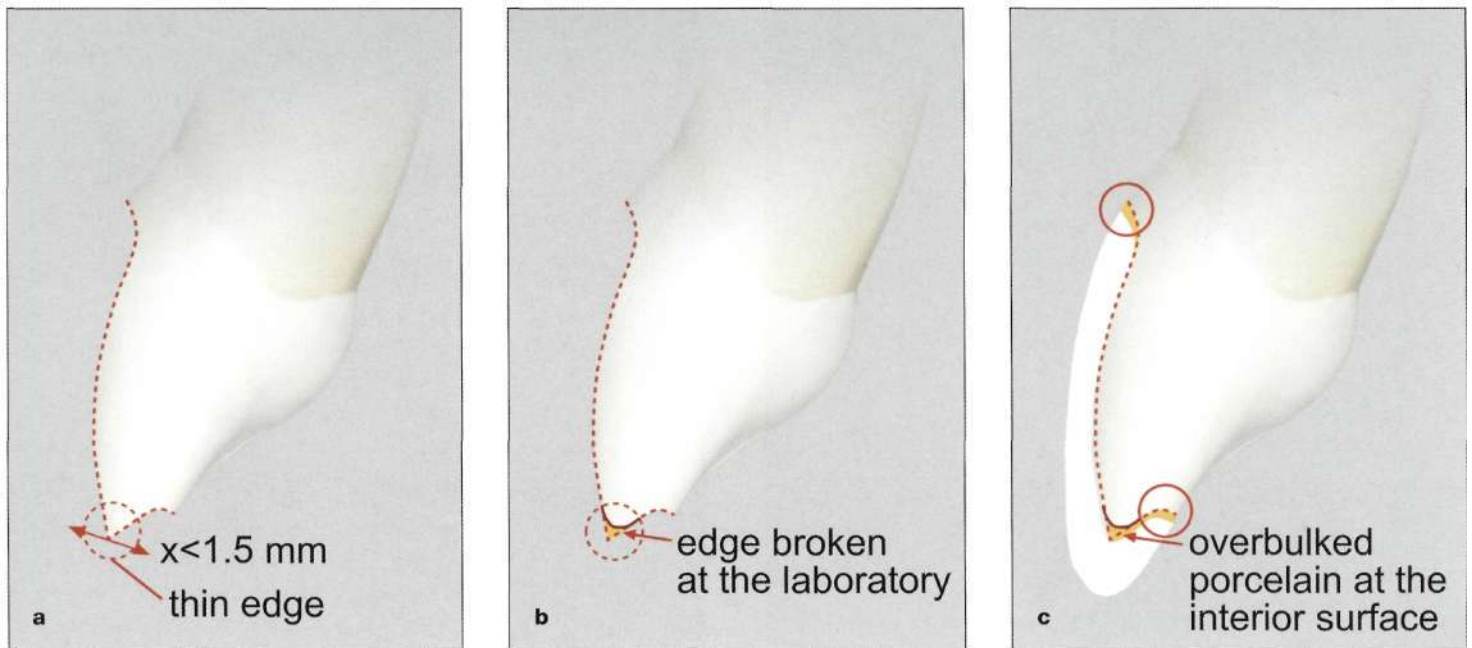 x<1.5 mm
thin edge
a
edge broken
at the laboratory
b
overbulked
porcelain at the
interior surface
c